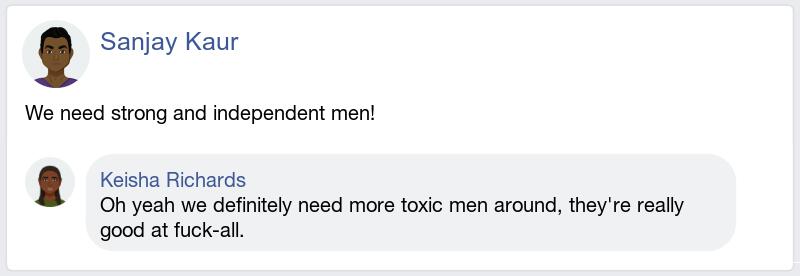 Sanjay Kaur
We need strong and independent men!
Keisha Richards
Oh yeah we definitely need more toxic men around, they're really
good at fuck-all.